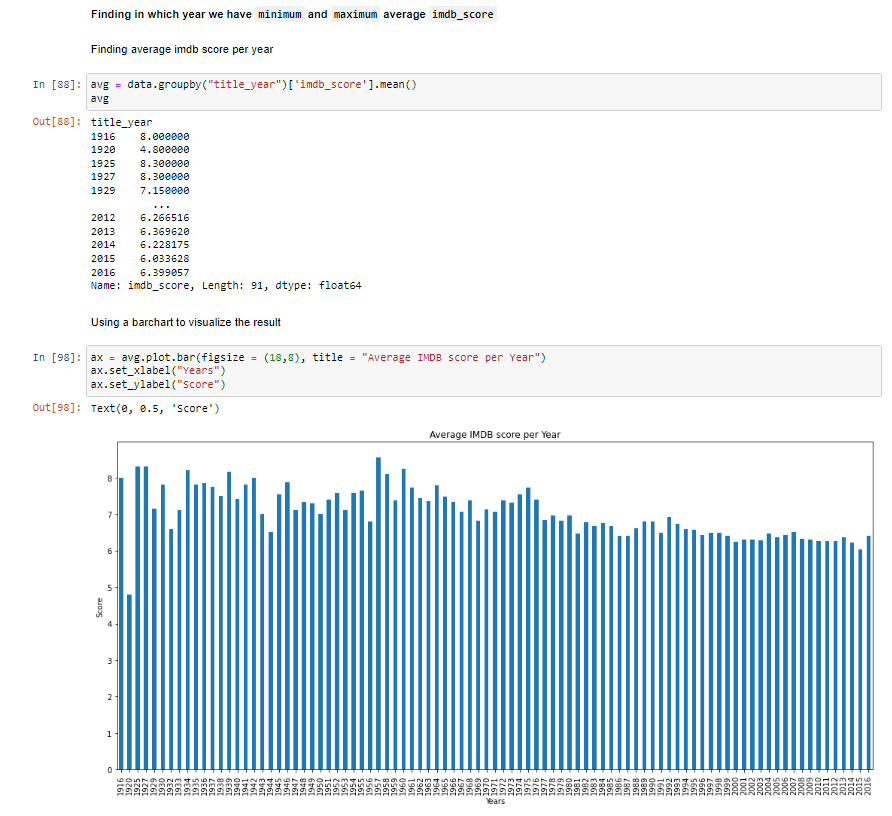 Finding in which year we have minimum and maximum average imdb_score
Finding average imdb score per year
In [88]: avg = data.groupby("title_year")['imdb_score'].mean()
avg
Out[88]: title_year
1916 8.000000
1920 4.800000
1925 8.300000
1927 8.300000
1929 7.150000
...
2012 6.266516
2013 6.369620
2014 6.228175
2015 6.033628
2016 6.399057
Name: imdb_score, Length: 91, dtype: float64
Using a barchart to visualize the result
In [98]: ax = avg.plot.bar(figsize = (18,8), title = "Average IMDB score per Year")
ax.set_xlabel("Years")
ax.set_ylabel("Score")
Out[98]: Text(0, 0.5, 'Score')
Average IMDB score per Year
8
7
6
5
4
3
2
1
0
Score
1916 1920 1925 1927 1929 1930 1932 1933 1934 1935 1936 1937 1938 1939 1940 1941 1942 1943 1944 1945 1946 1947 1948 1949 1950 1951 1952 1953 1954 1955 1956 1957 1958 1959 1960 1961 1962 1963 1964 1965 1966 1967 1968 1969 1970 1971 1972 1973 1974 1975 1976 1977 1978 1979 1980 1981 1982 1983 1984 1985 1986 1987 1988 1989 1990 1991 1992 1993 1994 1995 1996 1997 1998 1999 2000 2001 2002 2003 2004 2005 2006 2007 2008 2009 2010 2011 2012 2013 2014 2015 2016
Years